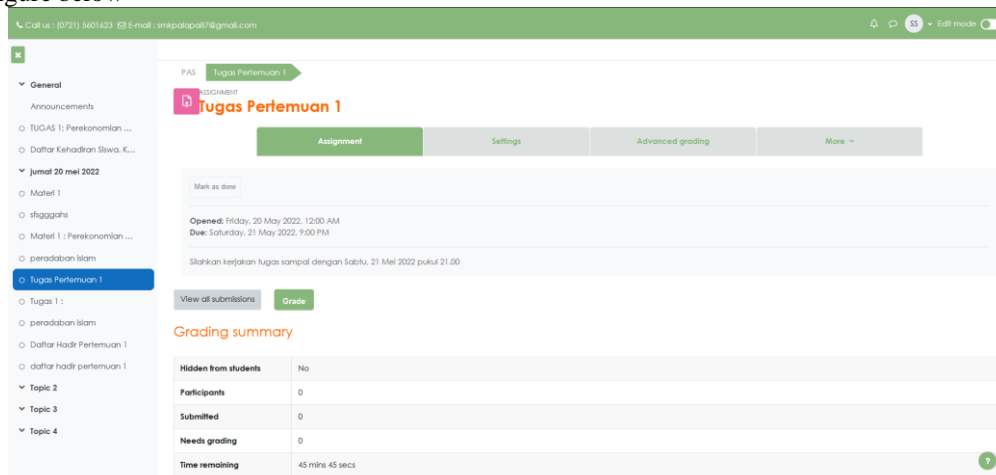 igure below
Call us : (0721) 5601623 E-mail : smkpalapa87@gmail.com
SS Edit mode
General
Announcements
TUGAS 1: Perekonomian ...
Daftar Kehadiran Siswa. K...
jumat 20 mei 2022
Materi 1
sfsgggahs
Materi 1 : Perekonomian ...
peradaban islam
Tugas Pertemuan 1
Tugas 1 :
peradaban islam
Daftar Hadir Pertemuan 1
daftar hadir pertemuan 1
Topic 2
Topic 3
Topic 4
PAS Tugas Pertemuan 1
ASSIGNMENT
Tugas Pertemuan 1
Assignment Settings Advanced grading More
Mark as done
Opened: Friday, 20 May 2022, 12:00 AM
Due: Saturday, 21 May 2022, 9:00 PM
Silahkan kerjakan tugas sampai dengan Sabtu, 21 Mei 2022 pukul 21.00
View all submissions Grade
Grading summary
Hidden from students No
Participants 0
Submitted 0
Needs grading 0
Time remaining 45 mins 45 secs
?